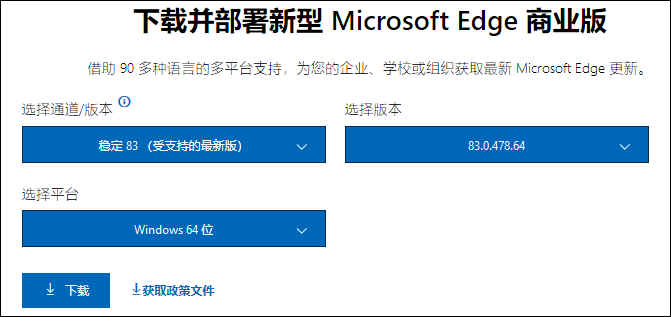 下载并部署新型 Microsoft Edge 商业版
借助 90 多种语言的多平台支持，为您的企业、学校或组织获取最新 Microsoft Edge 更新。
选择通道/版本
选择版本
稳定 83 （受支持的最新版）
83.0.478.64
选择平台
Windows 64 位
下载
获取政策文件